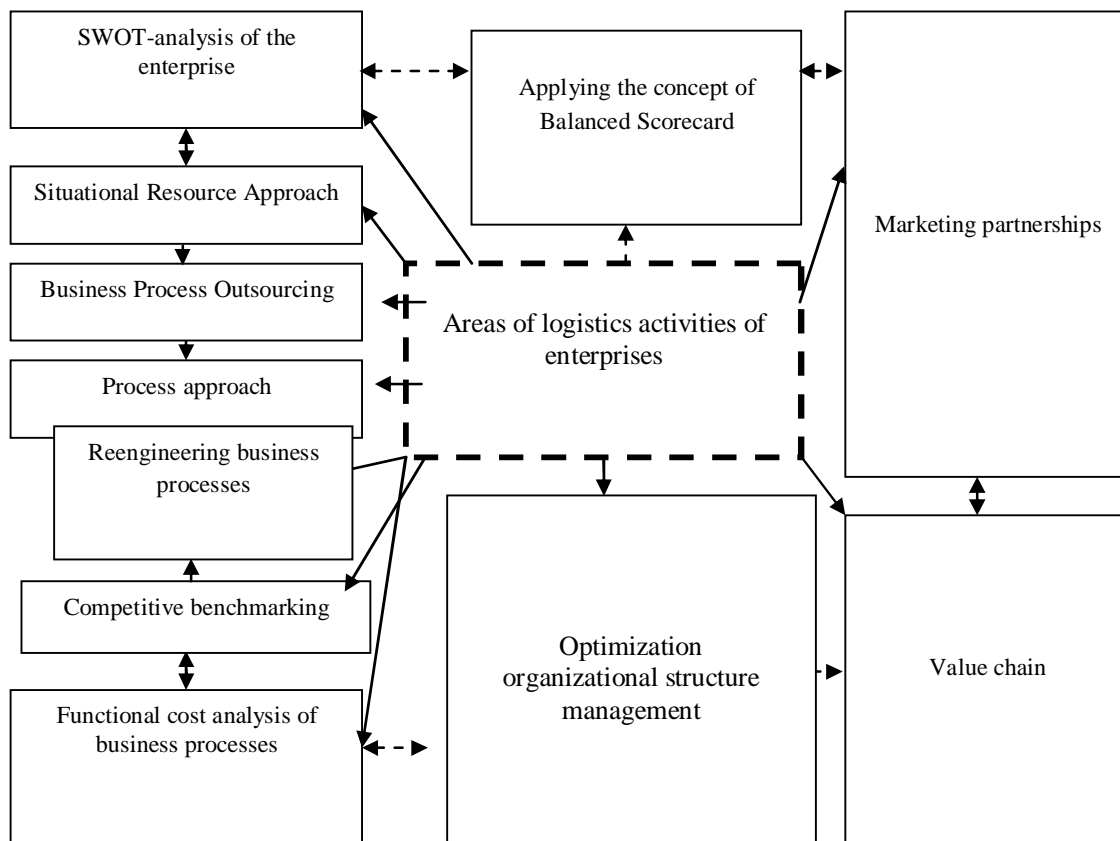 SWOT-analysis of the
enterprise
Applying the concept of
Balanced Scorecard
Marketing partnerships
Situational Resource Approach
Business Process Outsourcing
Areas of logistics activities of
enterprises
Process approach
Reengineering business
processes
Competitive benchmarking
Optimization
organizational structure
management
Value chain
Functional cost analysis of
business processes